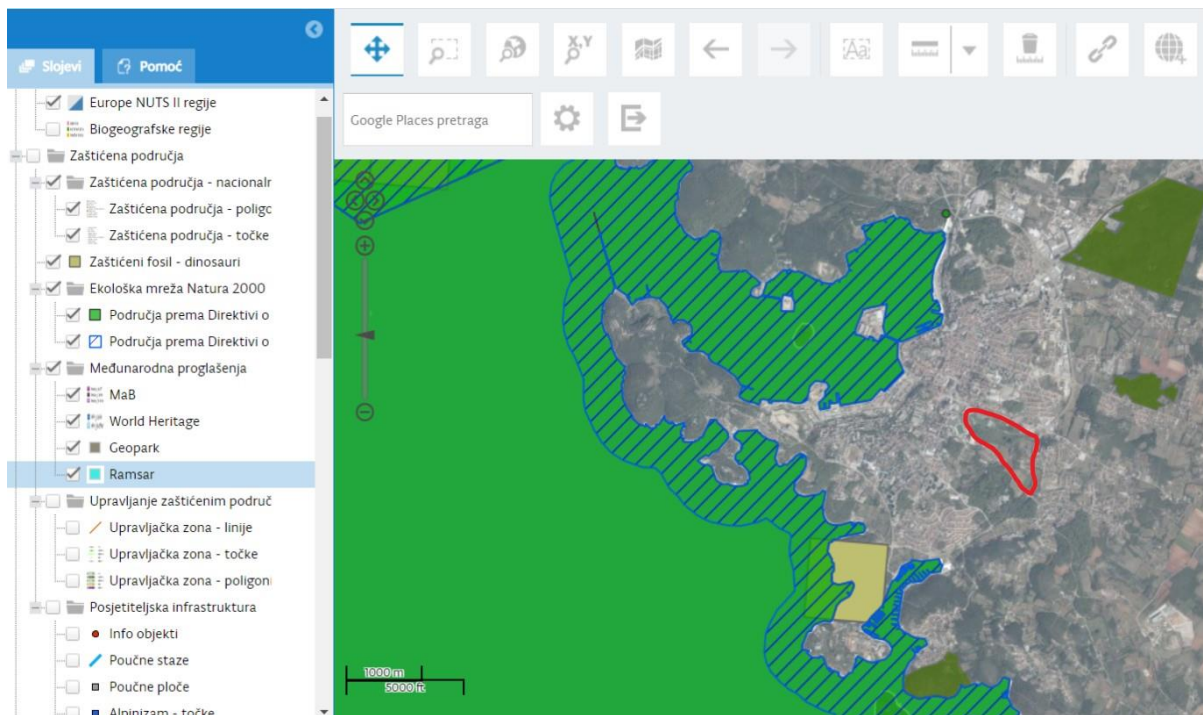 Slojevi
Pomoć
Europe NUTS II regije
Biogeografske regije
Zaštićena područja
Zaštićena područja - nacionalr
Zaštićena područja - poligc
Zaštićena područja - točke
Zaštićeni fosil - dinosauri
Ekološka mreža Natura 2000
Područja prema Direktivi o
Područja prema Direktivi o
Međunarodna proglašenja
MaB
World Heritage
Geopark
Ramsar
Upravljanje zaštićenim područ
Upravljačka zona - linije
Upravljačka zona - točke
Upravljačka zona - poligoni
Posjetiteljska infrastruktura
Info objekti
Poučne staze
Poučne ploče
Alpinizam - točke
X,Y
Aa
Google Places pretraga
1000 m
5000 ft